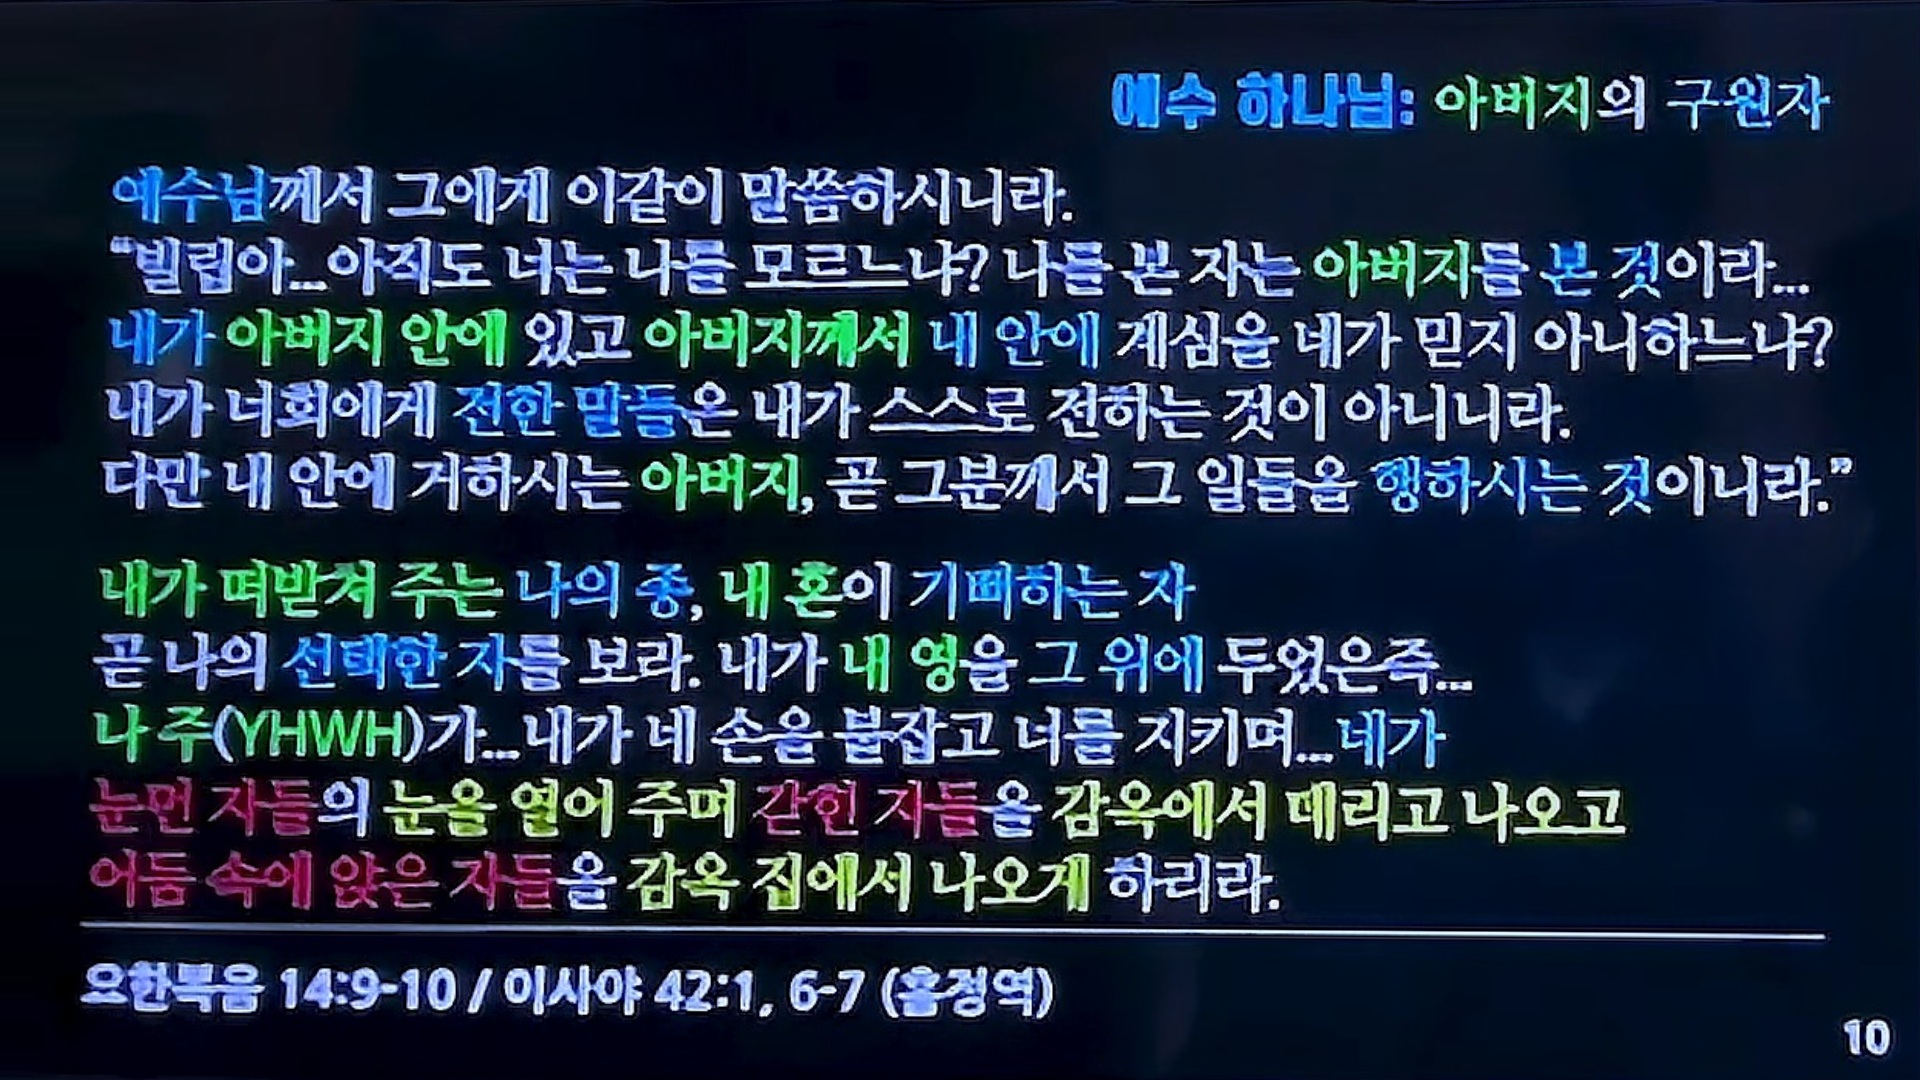 예수 하나님: 아버지의 구원자
예수님께서 그에게 이같이 말씀하시니라.
“빌립아...아직도 너는 나를 모르느냐? 나를 본 자는 아버지를 본 것이라...
내가 아버지 안에 있고 아버지께서 내 안에 계심을 네가 믿지 아니하느냐?
내가 너희에게 전한 말들은 내가 스스로 전하는 것이 아니니라.
다만 내 안에 거하시는 아버지, 곧 그분께서 그 일들을 행하시는 것이니라.”
내가 떠받쳐 주는 나의 종, 내 혼이 기뻐하는 자
곧 나의 선택한 자를 보라. 내가 내 영을 그 위에 두었은즉...
나 주(YHWH)가...내가 네 손을 붙잡고 너를 지키며...네가
눈먼 자들의 눈을 열어 주며 갇힌 자들을 감옥에서 데리고 나오고
어둠 속에 앉은 자들을 감옥 집에서 나오게 하리라.
요한복음 14:9-10 / 이사야 42:1, 6-7 (흠정역)
10